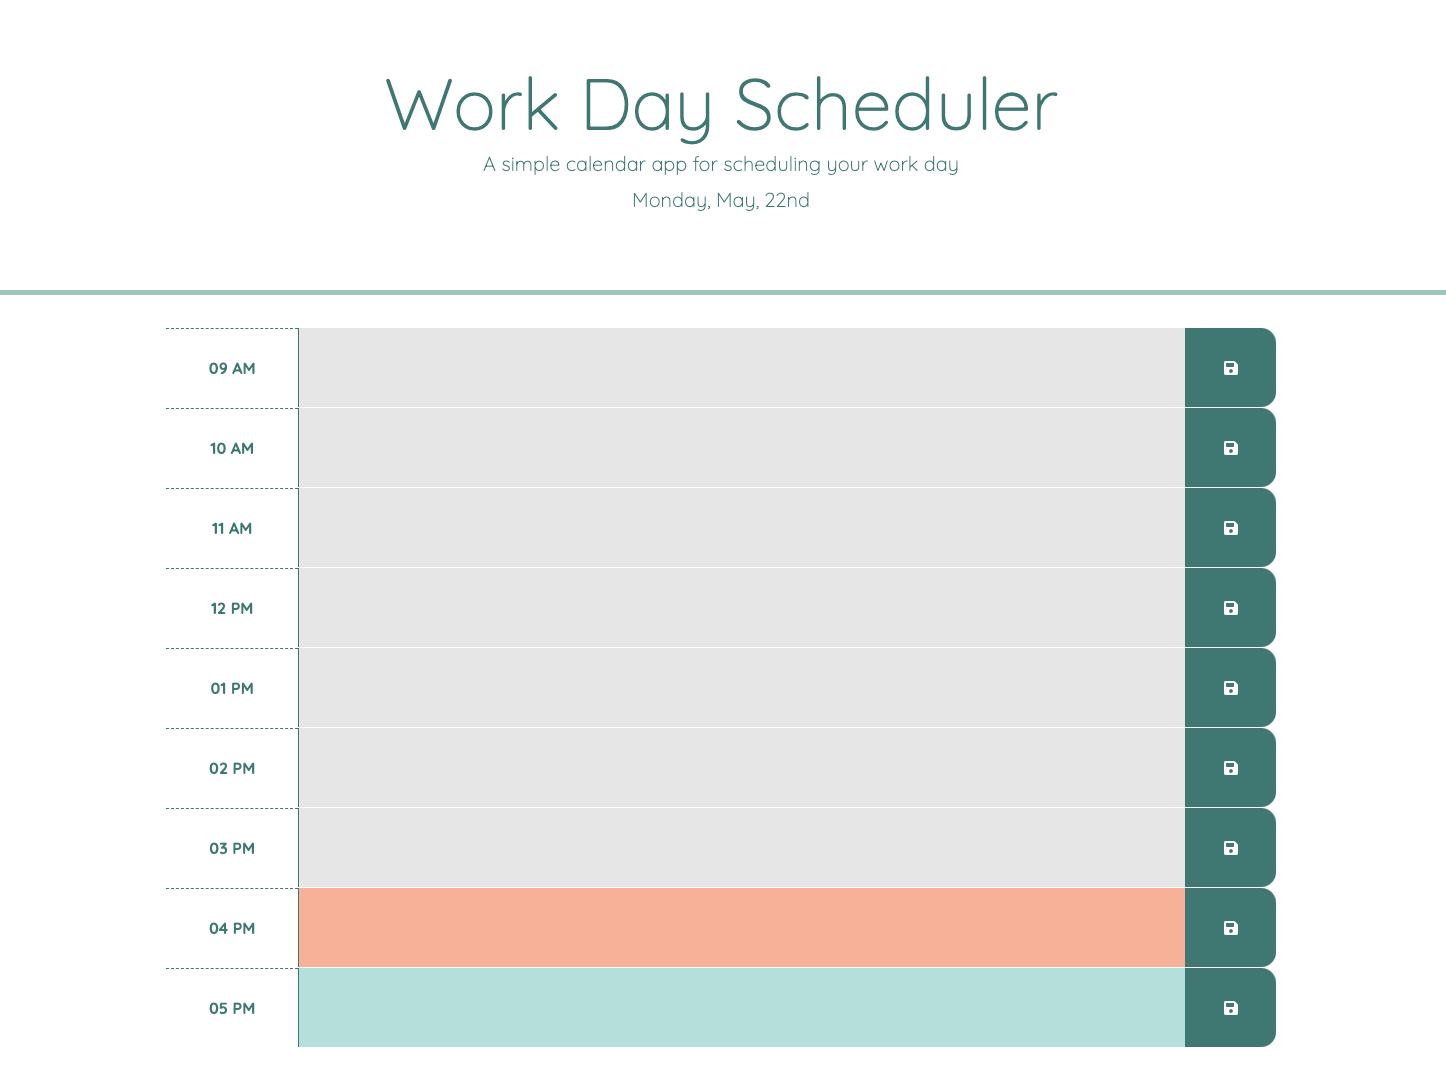 Work Day Scheduler
A simple calendar app for scheduling your work day
Monday, May, 22nd
09 AM
10 AM
11 AM
12 PM
01 PM
02 PM
03 PM
04 PM
05 PM